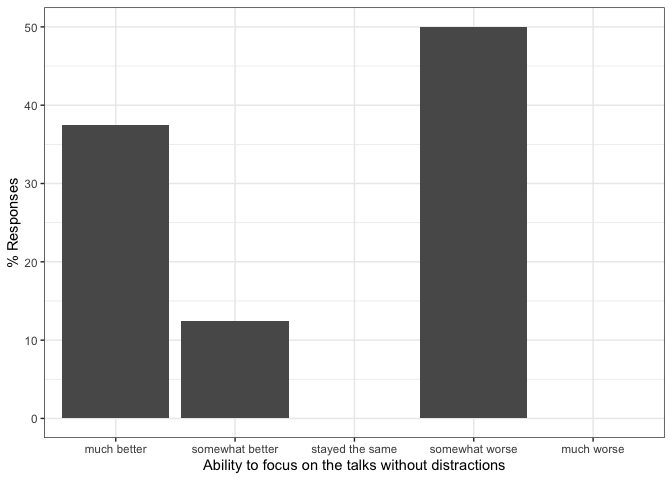 50
40
30
20
10
0
% Responses
much better
somewhat better
stayed the same
somewhat worse
much worse
Ability to focus on the talks without distractions